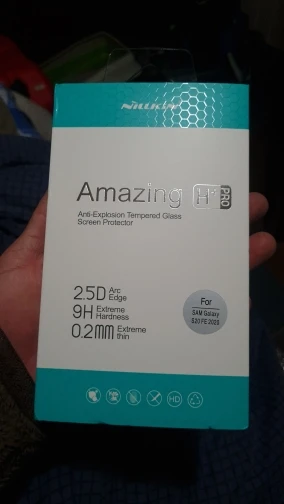 NILLKIN
Amazing H+ PRO
Anti-Explosion Tempered Glass
Screen Protector
2.5D Arc Edge
9H Extreme Hardness
0.2mm Extreme thin
For
SAM Galaxy
S20 FE 2020
HD